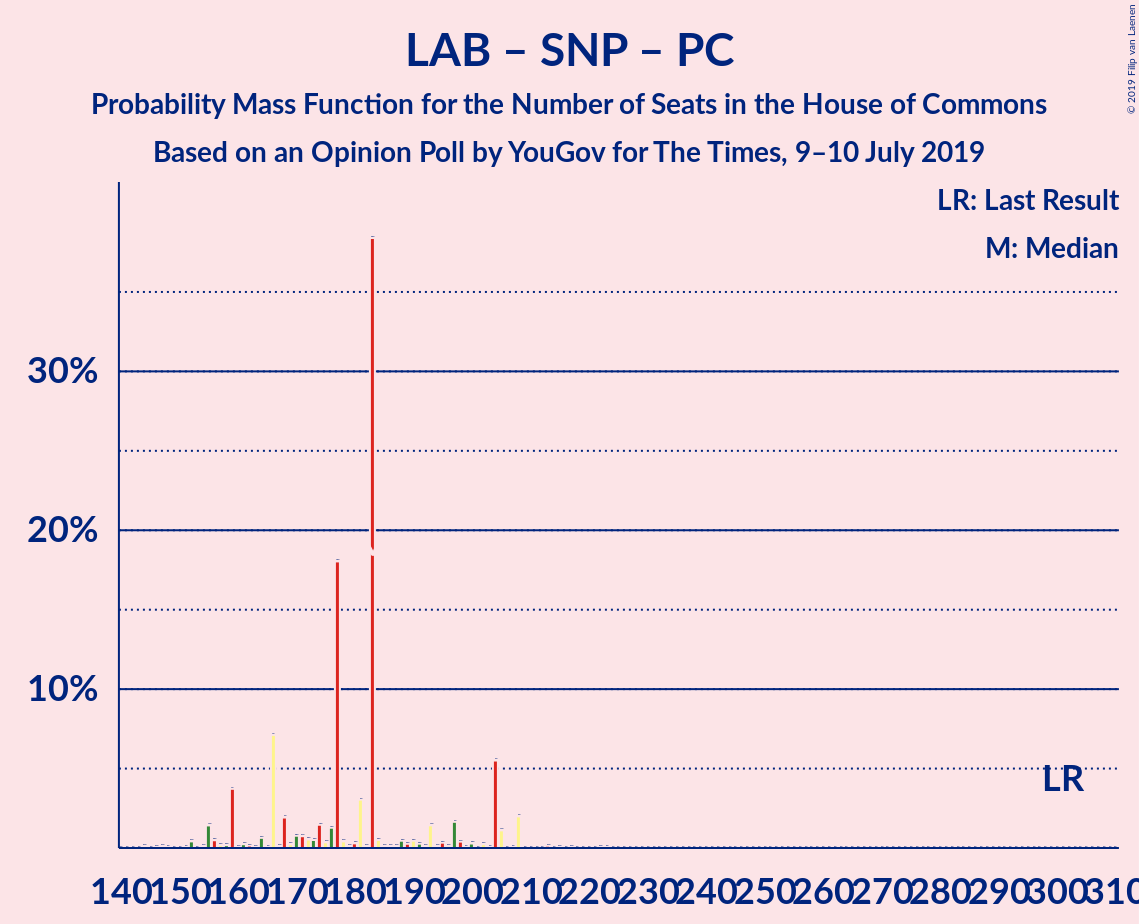 LAB – SNP – PC
Probability Mass Function for the Number of Seats in the House of Commons
Based on an Opinion Poll by YouGov for The Times, 9–10 July 2019
© 2019 Filip van Laenen
LR: Last Result
M: Median
30%
20%
10%
LR
140 150 160 170 180 190 200 210 220 230 240 250 260 270 280 290 300 310